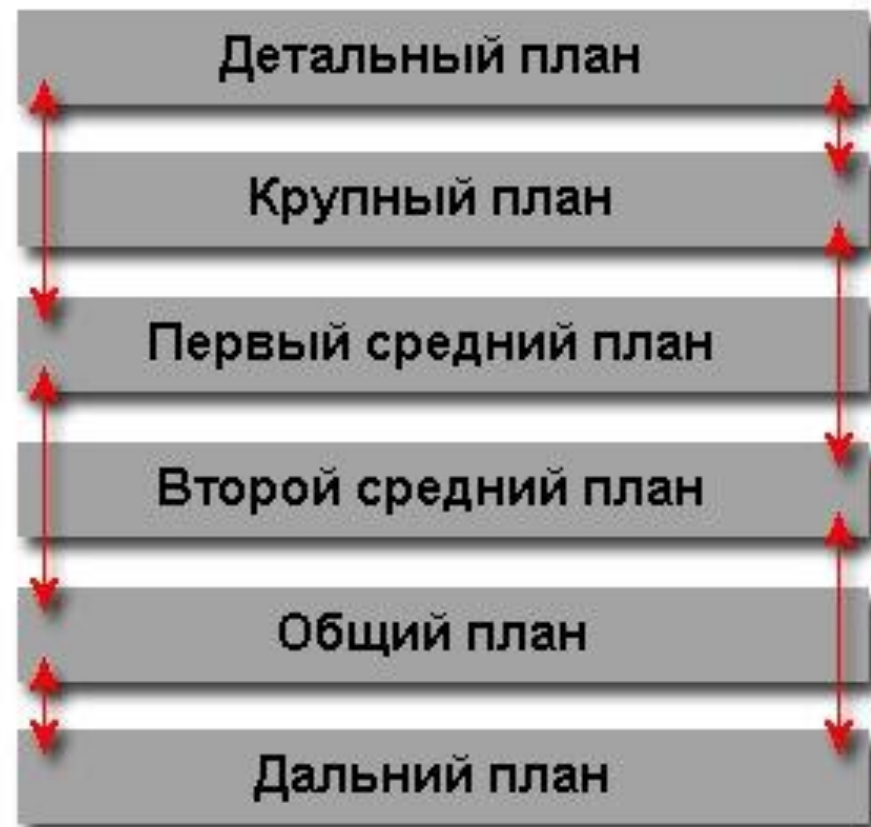 Детальный план
Крупный план
Первый средний план
Второй средний план
Общий план
Дальний план